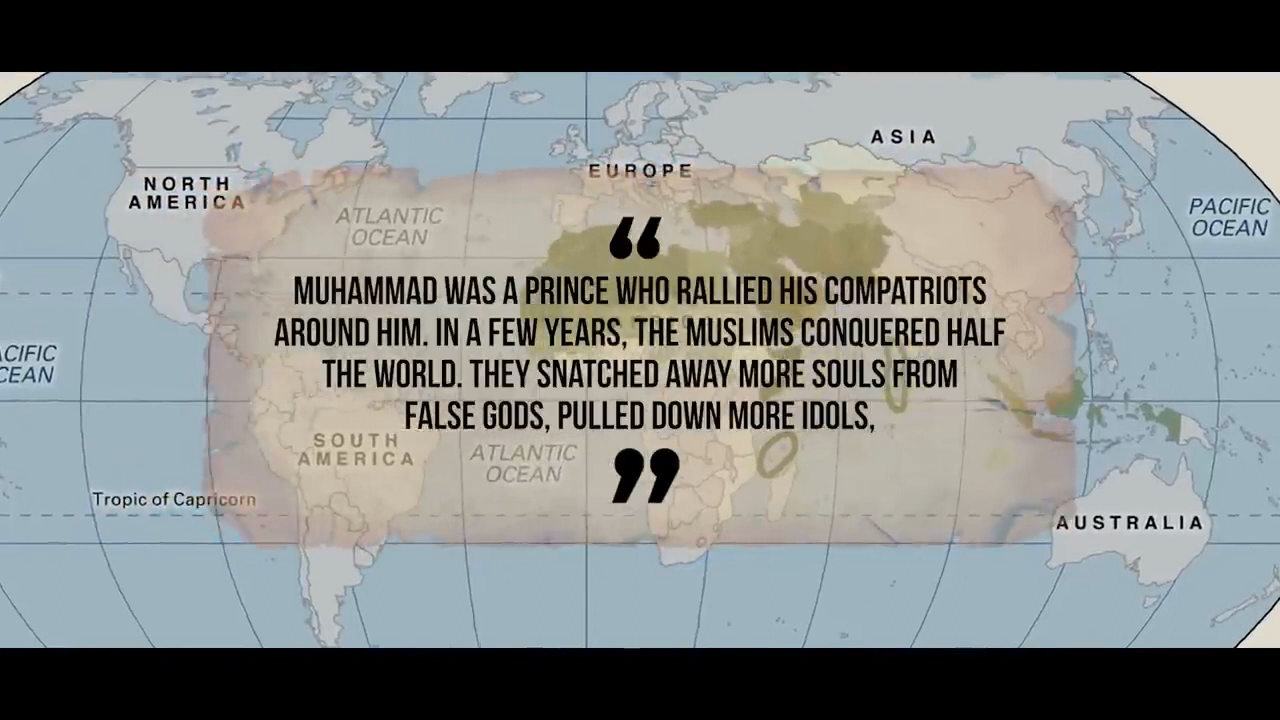 ASIA
EUROPE
NORTH
AMERICA
ATLANTIC
OCEAN
PACIFIC
OCEAN
“
MUHAMMAD WAS A PRINCE WHO RALLIED HIS COMPATRIOTS
AROUND HIM. IN A FEW YEARS, THE MUSLIMS CONQUERED HALF
THE WORLD. THEY SNATCHED AWAY MORE SOULS FROM
FALSE GODS, PULLED DOWN MORE IDOLS,
”
ACIFIC
CEAN
SOUTH
AMERICA
ATLANTIC
OCEAN
Tropic of Capricorn
AUSTRALIA